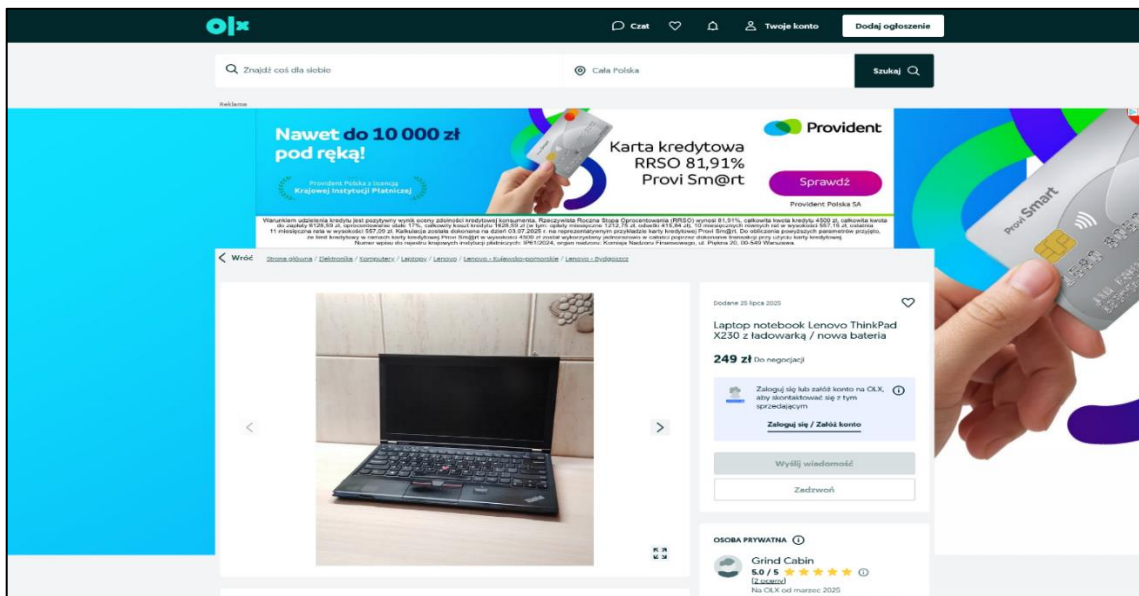 olx
Czat
Twoje konto
Dodaj ogłoszenie
Znajdź coś dla siebie
Cała Polska
Szukaj
Reklama
Nawet do 10 000 zł
pod ręką!
Provident Polska z licencją
Krajowej Instytucji Płatniczej
Karta kredytowa
RRSO 81,91%
Provi Sm@rt
Provident
Sprawdź
Provident Polska SA
Provi Smart
Wróć
Strona główna / Elektronika / Komputery / Laptopy / Lenovo / Lenovo - Kujawsko-pomorskie / Lenovo - Bydgoszcz
Dodane 25 lipca 2025
Laptop notebook Lenovo ThinkPad
X230 z ładowarką / nowa bateria
249 zł Do negocjacji
Zaloguj się lub załóż konto na OLX,
aby skontaktować się z tym
sprzedającym
Zaloguj się / Załóż konto
Wyślij wiadomość
Zadzwoń
OSOBA PRYWATNA
Grind Cabin
5.0 / 5
[2 oceny]
Na OLX od marzec 2025
ThinkPad